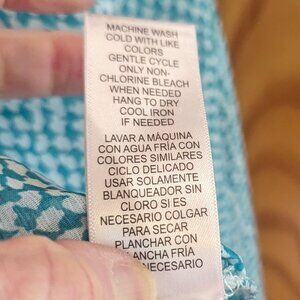 MACHINE WASH
COLD WITH LIKE
COLORS
GENTLE CYCLE
ONLY NON-
CHLORINE BLEACH
WHEN NEEDED
HANG TO DRY
COOL IRON
IF NEEDED
LAVAR A MÁQUINA
CON AGUA FRÍA CON
COLORES SIMILARES
CICLO DELICADO
USAR SOLAMENTE
BLANQUEADOR SIN
CLORO SI ES
NECESARIO COLGAR
PARA SECAR
PLANCHAR CON
LANCHA FRÍA
NECESARIO